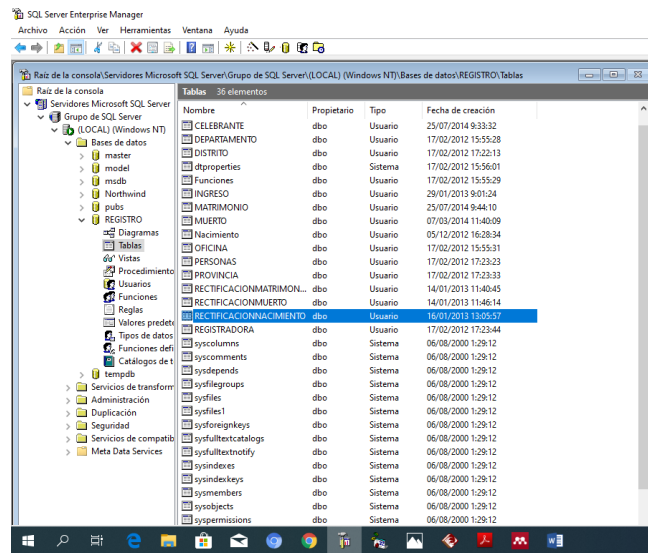 SQL Server Enterprise Manager
Archivo Acción Ver Herramientas Ventana Ayuda
Raíz de la consola\Servidores Microsoft SQL Server\Grupo de SQL Server\(LOCAL) (Windows NT)\Bases de datos\REGISTRO\Tablas
Raíz de la consola
Servidores Microsoft SQL Server
Grupo de SQL Server
(LOCAL) (Windows NT)
Bases de datos
master
model
msdb
Northwind
pubs
REGISTRO
Diagramas
Tablas
Vistas
Procedimiento
Usuarios
Funciones
Reglas
Valores predete
Tipos de datos
Funciones defi
Catálogos de t
tempdb
Servicios de transform
Administración
Duplicación
Seguridad
Servicios de compatib
Meta Data Services
Tablas 36 elementos
Nombre Propietario Tipo Fecha de creación
CELEBRANTE dbo Usuario 25/07/2014 9:33:32
DEPARTAMENTO dbo Usuario 17/02/2012 15:55:28
DISTRITO dbo Usuario 17/02/2012 17:22:13
dtproperties dbo Sistema 17/02/2012 15:56:01
Funciones dbo Usuario 17/02/2012 15:55:29
INGRESO dbo Usuario 29/01/2013 9:01:24
MATRIMONIO dbo Usuario 25/07/2014 9:44:10
MUERTO dbo Usuario 07/03/2014 11:40:09
Nacimiento dbo Usuario 05/12/2012 16:28:34
OFICINA dbo Usuario 17/02/2012 15:55:31
PERSONAS dbo Usuario 17/02/2012 17:23:23
PROVINCIA dbo Usuario 17/02/2012 17:23:33
RECTIFICACIONMATRIMON... dbo Usuario 14/01/2013 11:40:45
RECTIFICACIONMUERTO dbo Usuario 14/01/2013 11:46:14
RECTIFICACIONNACIMIENTO dbo Usuario 16/01/2013 13:05:57
REGISTRADORA dbo Usuario 17/02/2012 17:23:44
syscolumns dbo Sistema 06/08/2000 1:29:12
syscomments dbo Sistema 06/08/2000 1:29:12
sysdepends dbo Sistema 06/08/2000 1:29:12
sysfilegroups dbo Sistema 06/08/2000 1:29:12
sysfiles dbo Sistema 06/08/2000 1:29:12
sysfiles1 dbo Sistema 06/08/2000 1:29:12
sysforeignkeys dbo Sistema 06/08/2000 1:29:12
sysfulltextcatalogs dbo Sistema 06/08/2000 1:29:12
sysfulltextnotify dbo Sistema 06/08/2000 1:29:12
sysindexes dbo Sistema 06/08/2000 1:29:12
sysindexkeys dbo Sistema 06/08/2000 1:29:12
sysmembers dbo Sistema 06/08/2000 1:29:12
sysobjects dbo Sistema 06/08/2000 1:29:12
syspermissions dbo Sistema 06/08/2000 1:29:12